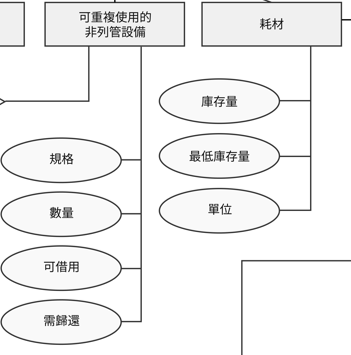 可重複使用的
非列管設備
耗材
庫存量
最低庫存量
單位
規格
數量
可借用
需歸還